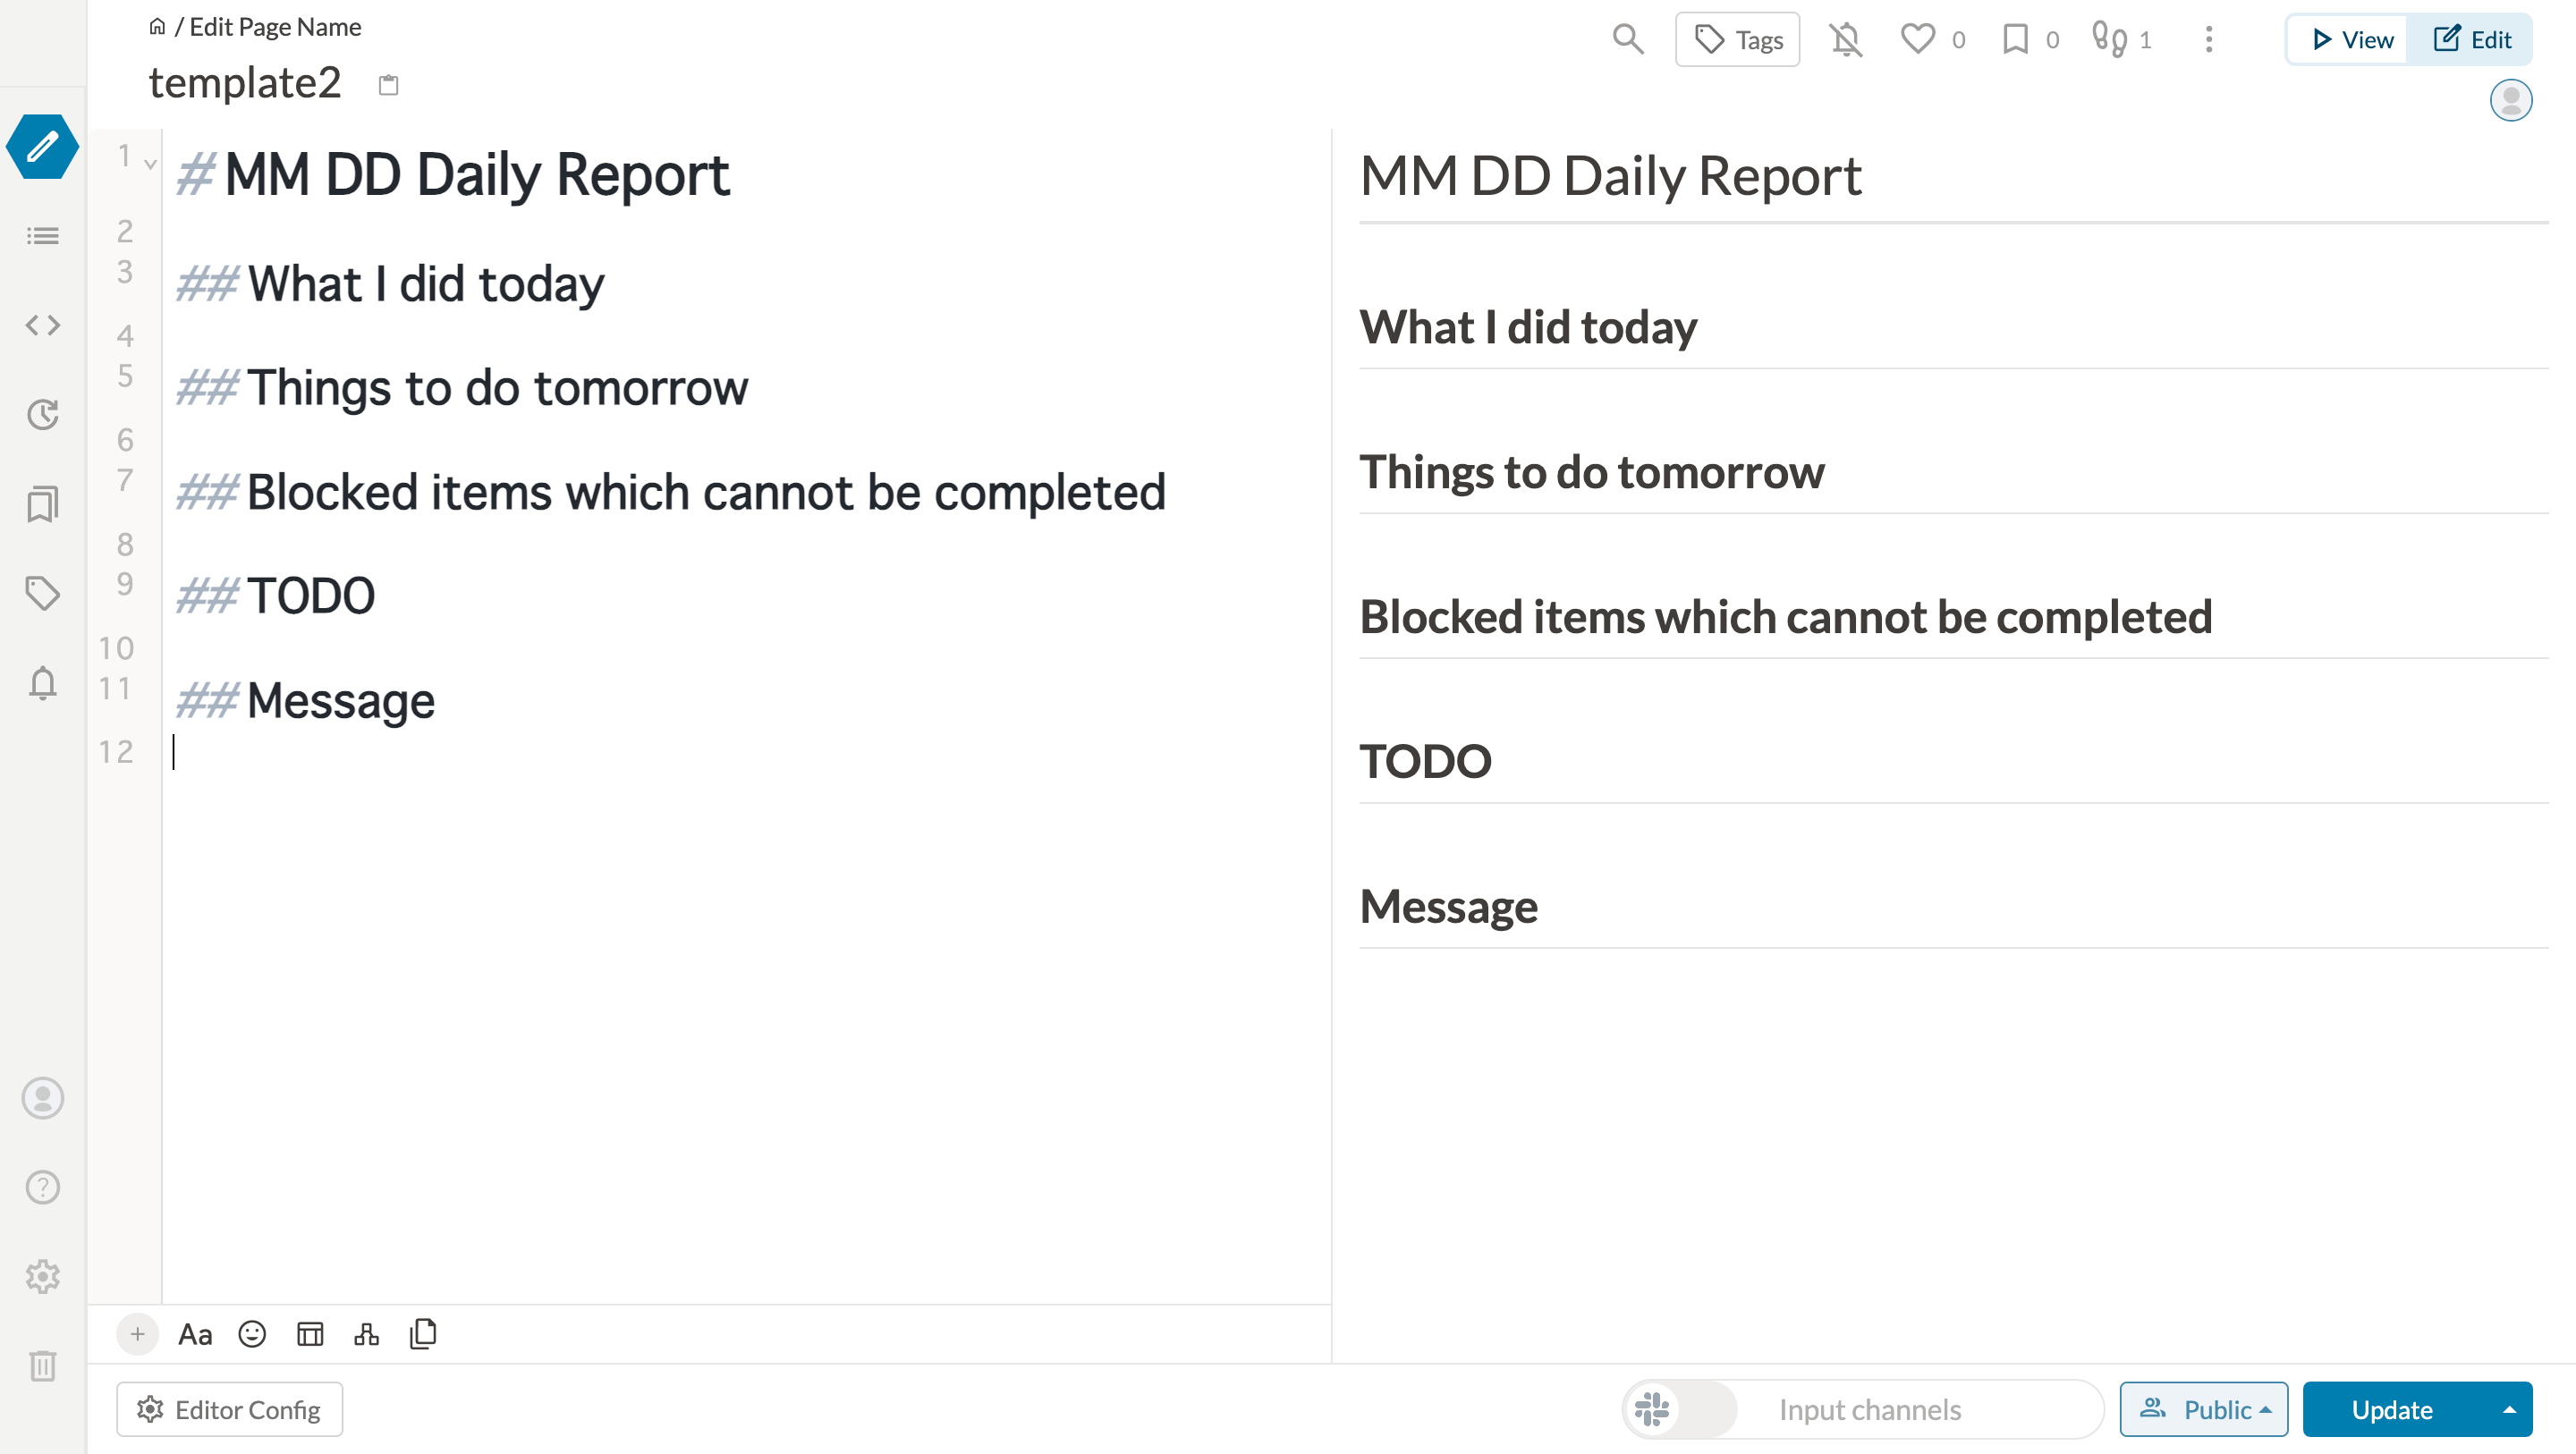 / Edit Page Name
template2
Tags
0
0
1
View
Edit
1 # MM DD Daily Report
2
3 ## What I did today
4
5 ## Things to do tomorrow
6
7 ## Blocked items which cannot be completed
8
9 ## TODO
10
11 ## Message
12
MM DD Daily Report
What I did today
Things to do tomorrow
Blocked items which cannot be completed
TODO
Message
+ Aa
Editor Config
Input channels
Public
Update